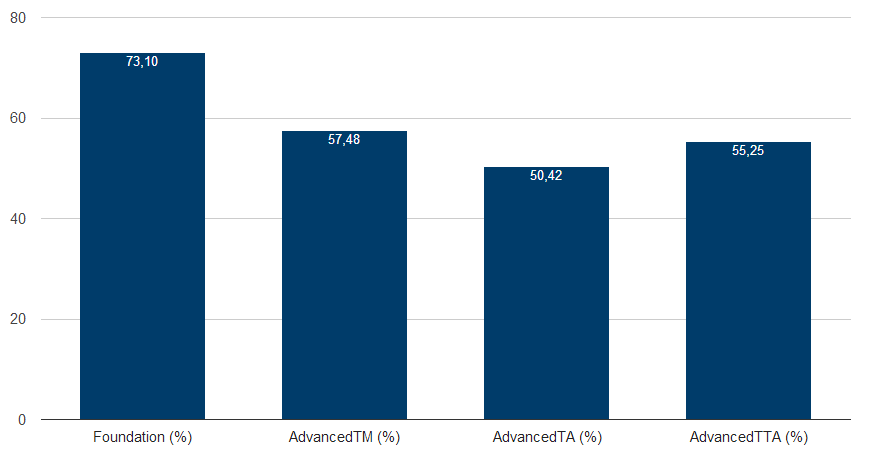 80
73,10
60
57,48
55,25
50,42
40
20
0
Foundation (%)
AdvancedTM (%)
AdvancedTA (%)
AdvancedTTA (%)